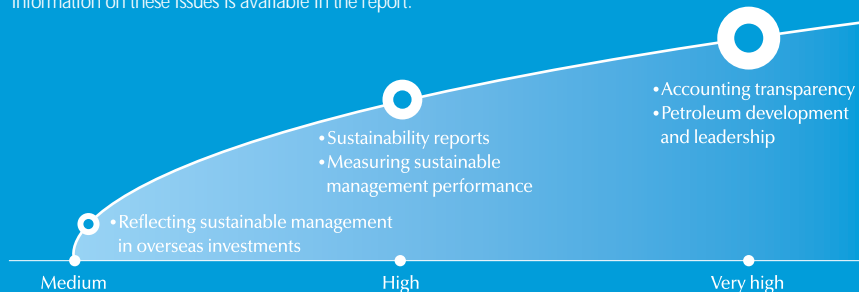 Information on these issues is available in the report.
•Accounting transparency
•Petroleum development
and leadership
•Sustainability reports
•Measuring sustainable
management performance
•Reflecting sustainable management
in overseas investments
Medium
High
Very high